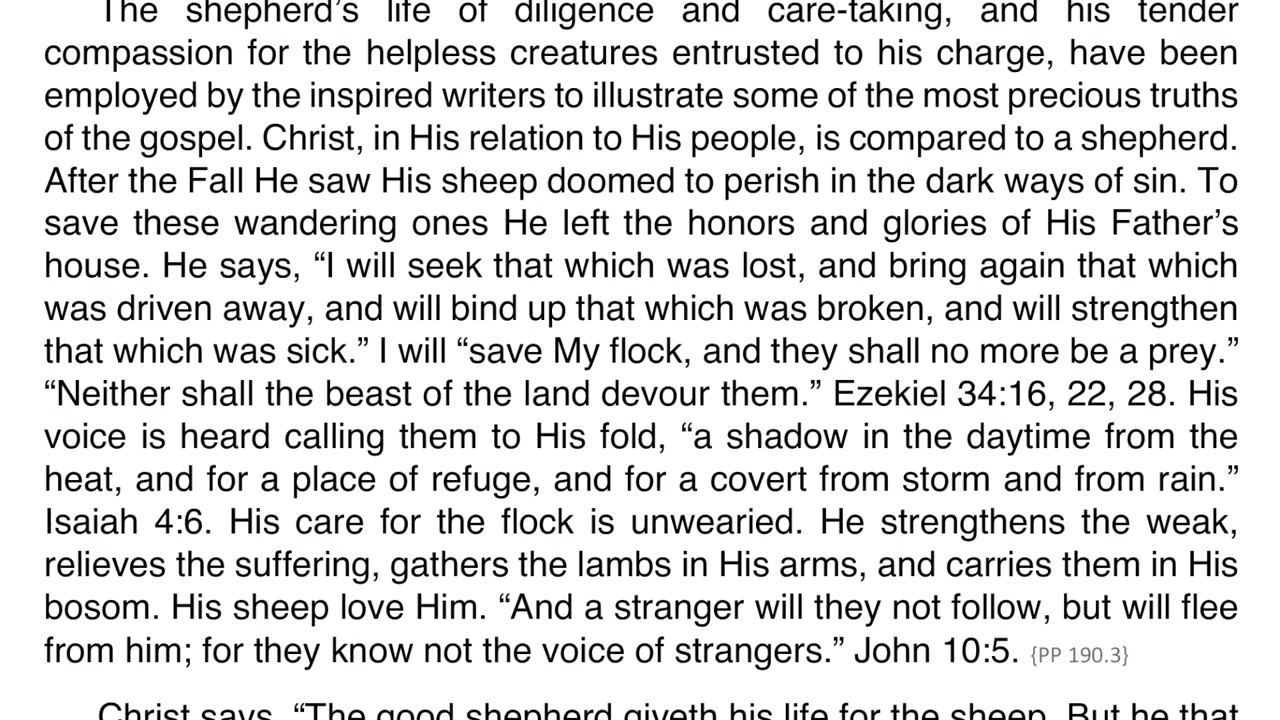 The shepherd’s life of diligence and care-taking, and his tender
compassion for the helpless creatures entrusted to his charge, have been
employed by the inspired writers to illustrate some of the most precious truths
of the gospel. Christ, in His relation to His people, is compared to a shepherd.
After the Fall He saw His sheep doomed to perish in the dark ways of sin. To
save these wandering ones He left the honors and glories of His Father’s
house. He says, “I will seek that which was lost, and bring again that which
was driven away, and will bind up that which was broken, and will strengthen
that which was sick.” I will “save My flock, and they shall no more be a prey.”
“Neither shall the beast of the land devour them.” Ezekiel 34:16, 22, 28. His
voice is heard calling them to His fold, “a shadow in the daytime from the
heat, and for a place of refuge, and for a covert from storm and from rain.”
Isaiah 4:6. His care for the flock is unwearied. He strengthens the weak,
relieves the suffering, gathers the lambs in His arms, and carries them in His
bosom. His sheep love Him. “And a stranger will they not follow, but will flee
from him; for they know not the voice of strangers.” John 10:5. {PP 190.3}
Christ says, “The good shepherd giveth his life for the sheep. But he that